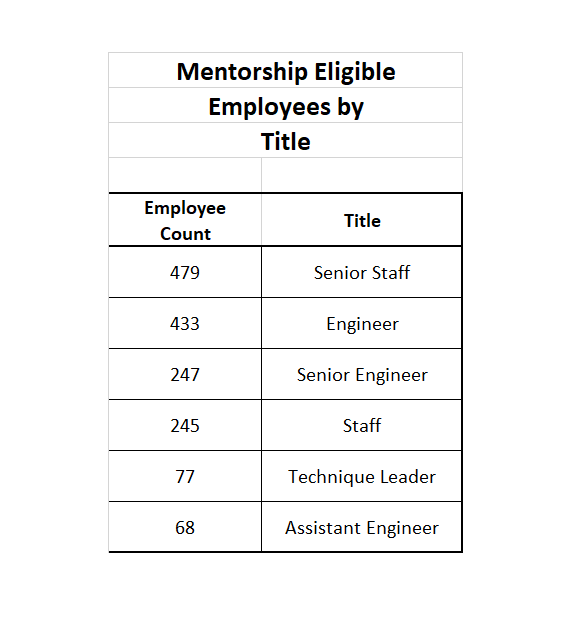 Mentorship Eligible
Employees by
Title
Employee
Count
Title
479 Senior Staff
433 Engineer
247 Senior Engineer
245 Staff
77 Technique Leader
68 Assistant Engineer